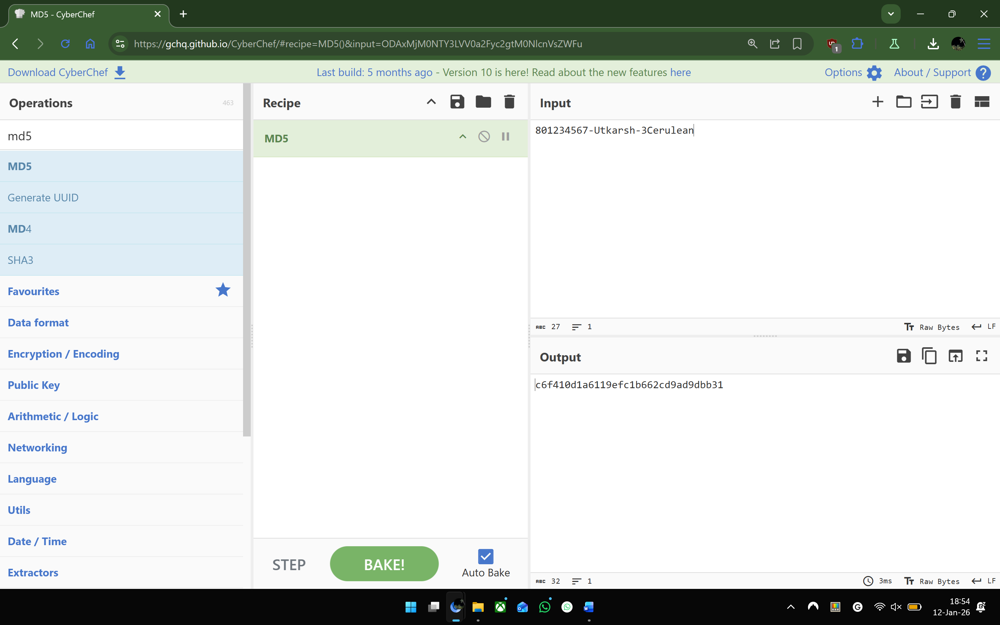 MD5 - CyberChef
https://gchq.github.io/CyberChef/#recipe=MD5()&input=ODAxMjM0NTY3LVV0a2Fyc2gtM0NlcnVsZWFu
1
Download CyberChef
Last build: 5 months ago - Version 10 is here! Read about the new features here
Options
About / Support
Operations
463
md5
MD5
Generate UUID
MD4
SHA3
Favourites
Data format
Encryption / Encoding
Public Key
Arithmetic / Logic
Networking
Language
Utils
Date / Time
Extractors
Recipe
MD5
STEP
BAKE!
Auto Bake
Input
801234567-Utkarsh-3Cerulean
ABC 27 1
Raw Bytes LF
Output
c6f410d1a6119efc1b662cd9ad9dbb31
ABC 32 1
3ms Raw Bytes LF
18:54
12-Jan-26